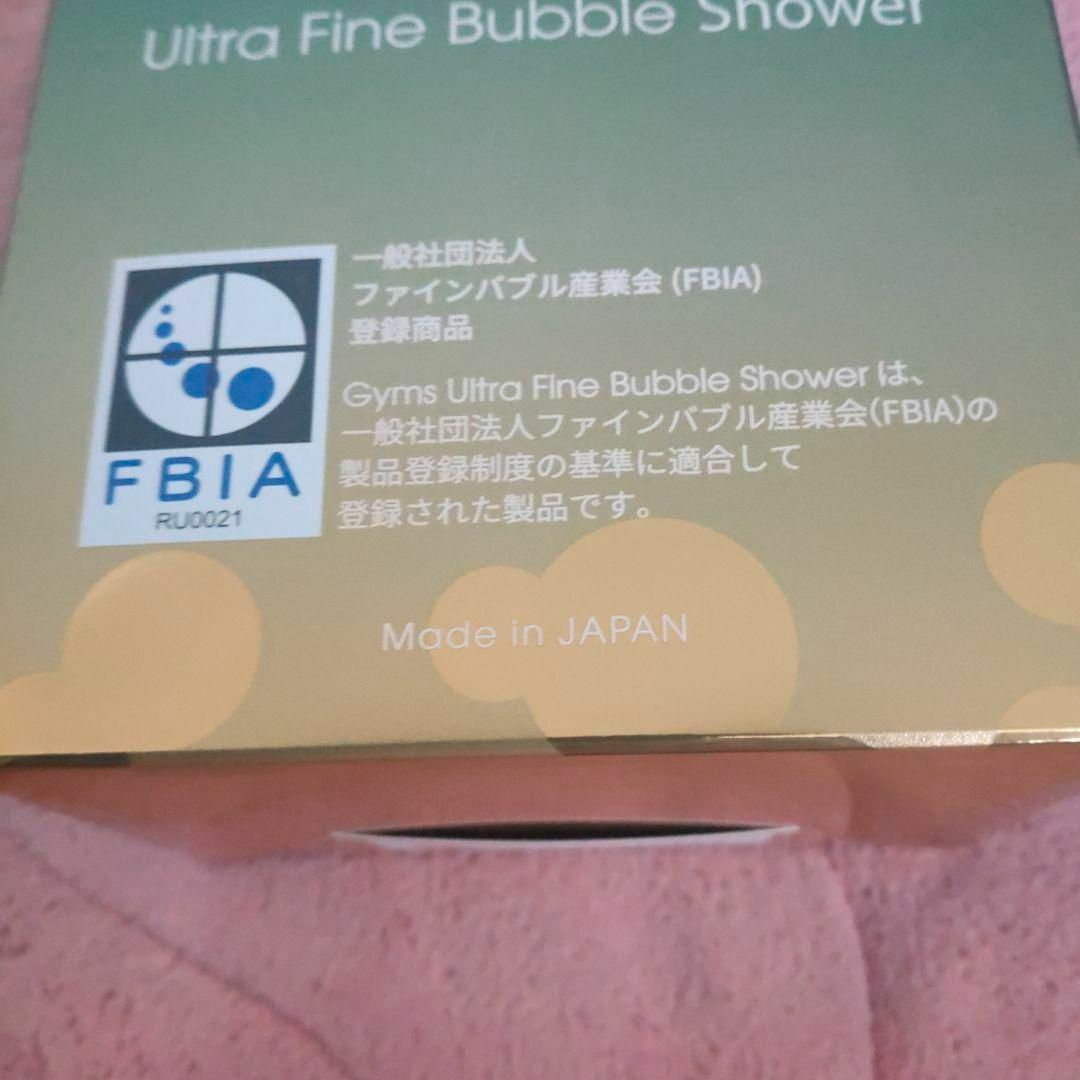 Ultra Fine Bubble Shower
一般社団法人
ファインバブル産業会 (FBIA)
登録商品
FBIA
RU0021
Gyms Ultra Fine Bubble Shower は、
一般社団法人ファインバブル産業会(FBIA)の
製品登録制度の基準に適合して
登録された製品です。
Made in JAPAN